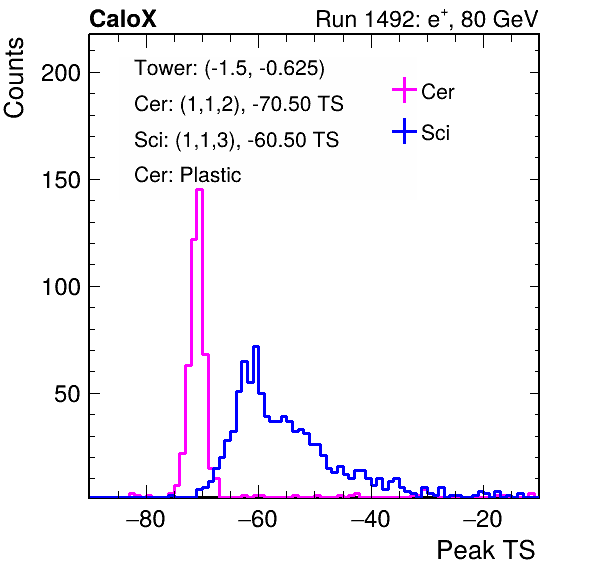 CaloX Run 1492: e⁺, 80 GeV
Counts
Tower: (-1.5, -0.625)
Cer: (1,1,2), -70.50 TS
Sci: (1,1,3), -60.50 TS
Cer: Plastic
Cer
Sci
200
150
100
50
−80 −60 −40 −20
Peak TS